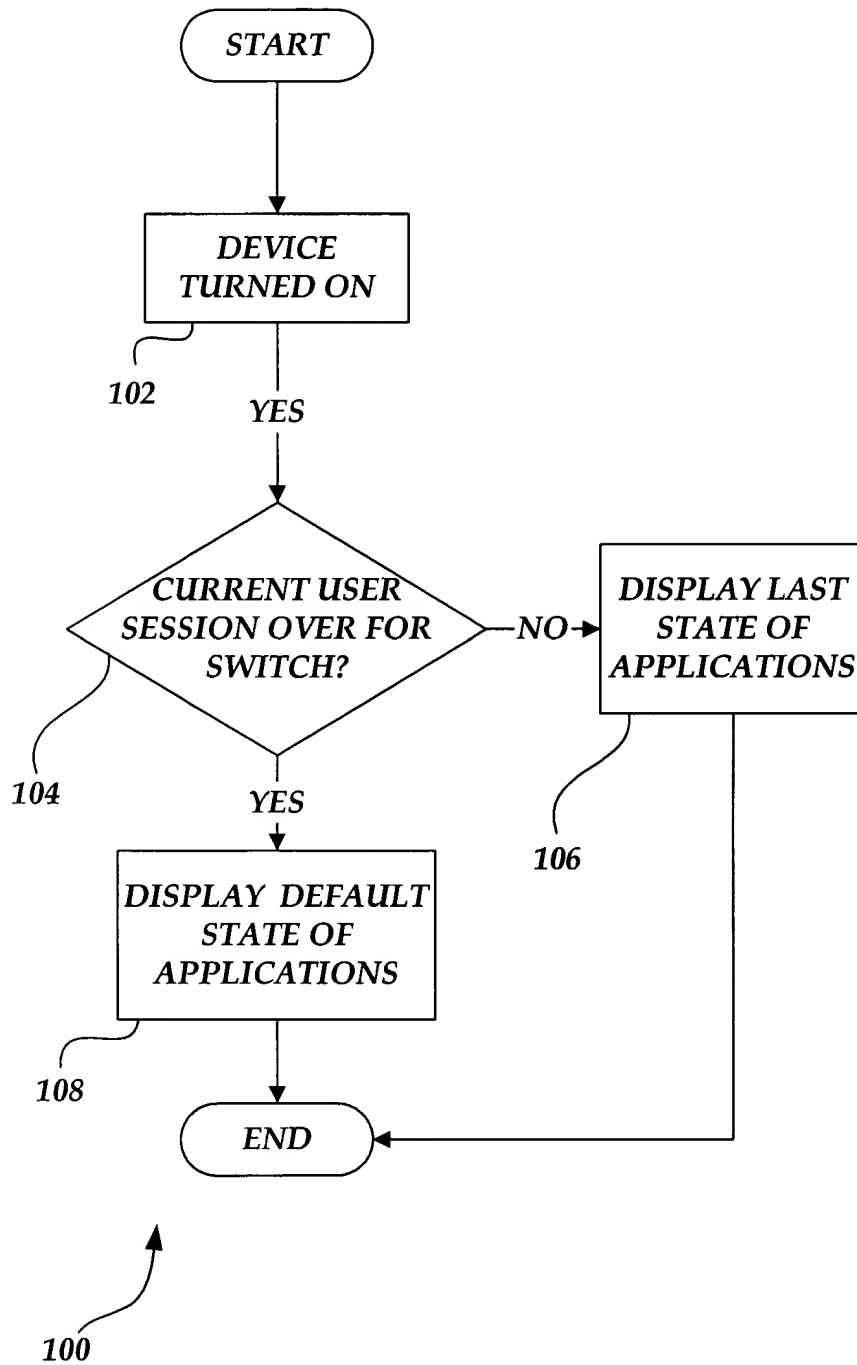 START
DEVICE
TURNED ON
102
YES
CURRENT USER
SESSION OVER FOR
SWITCH?
104
NO
DISPLAY LAST
STATE OF
APPLICATIONS
106
YES
DISPLAY DEFAULT
STATE OF
APPLICATIONS
108
END
100